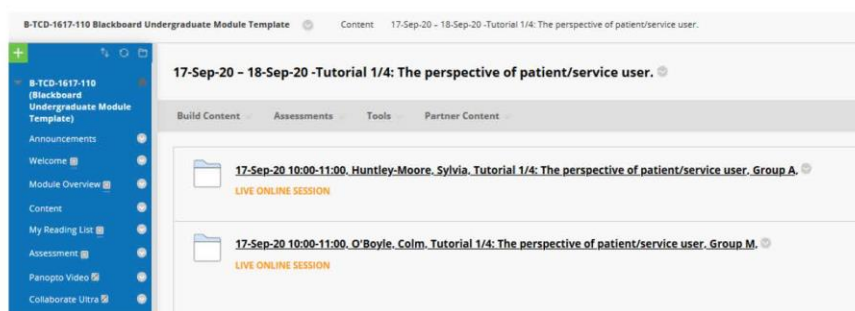 B-TCD-1617-110 Blackboard Undergraduate Module Template Content 17-Sep-20 – 18-Sep-20 -Tutorial 1/4: The perspective of patient/service user.
B-TCD-1617-110
(Blackboard
Undergraduate Module
Template)
Announcements
Welcome
Module Overview
Content
My Reading List
Assessment
Panopto Video
Collaborate Ultra
17-Sep-20 – 18-Sep-20 -Tutorial 1/4: The perspective of patient/service user.
Build Content Assessments Tools Partner Content
17-Sep-20 10:00-11:00, Huntley-Moore, Sylvia, Tutorial 1/4: The perspective of patient/service user, Group A.
LIVE ONLINE SESSION
17-Sep-20 10:00-11:00, O'Boyle, Colm, Tutorial 1/4: The perspective of patient/service user, Group M.
LIVE ONLINE SESSION